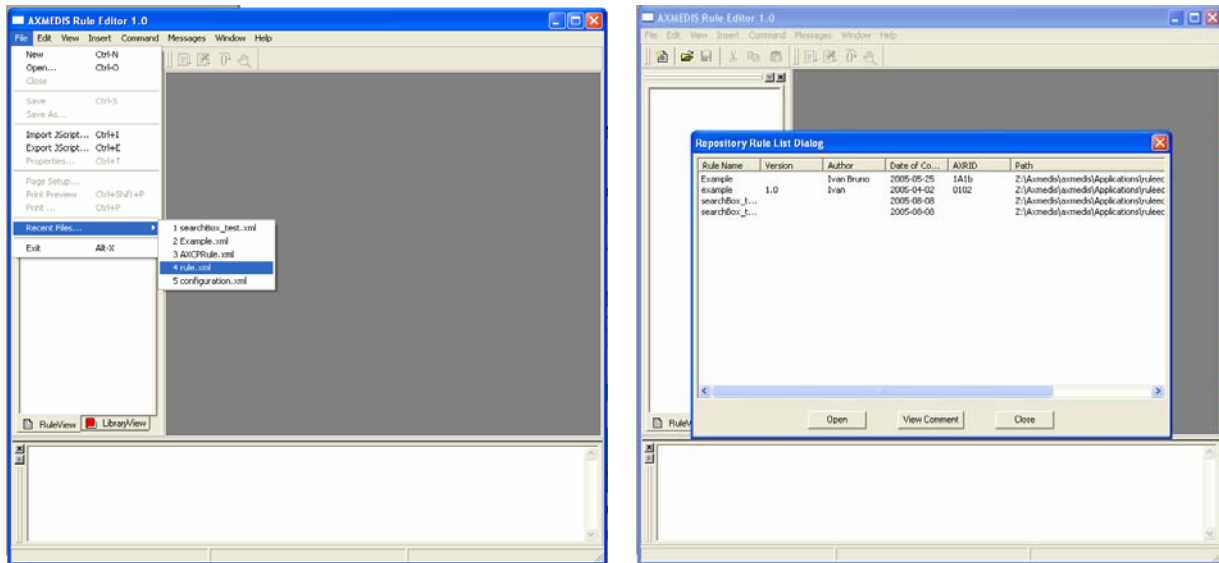 AXMEDIS Rule Editor 1.0
File Edit View Insert Command Messages Window Help
New Ctrl-N
Open... Ctrl-O
Close
Save Ctrl-S
Save As...
Import JScript... Ctrl+I
Export JScript... Ctrl+E
Properties... Ctrl+T
Page Setup...
Print Preview Ctrl+Shift+P
Print ... Ctrl+P
Recent Files...
Exit Alt-X
1 searchBox_test.xml
2 Example.xml
3 AXCPRule.xml
4 rule.xml
5 configuration.xml
RuleView LibraryView
AXMEDIS Rule Editor 1.0
File Edit View Insert Command Messages Window Help
Repository Rule List Dialog
Rule Name Version Author Date of Co... AXRID Path
Example Ivan Bruno 2005-05-25 1A1b Z:\Axmedis\axmedis\Applications\ruleec
example 1.0 Ivan 2005-04-02 0102 Z:\Axmedis\axmedis\Applications\ruleec
searchBox_t... 2005-08-08 Z:\Axmedis\axmedis\Applications\ruleec
searchBox_t... 2005-08-08 Z:\Axmedis\axmedis\Applications\ruleec
Open View Comment Close
RuleV